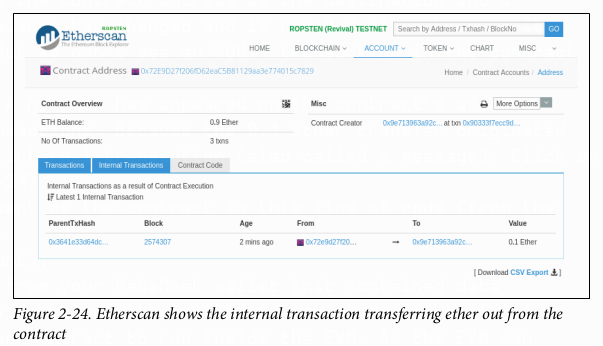 ROPSTEN
Etherscan
The Ethereum Block Explorer
ROPSTEN (Revival) TESTNET
Search by Address / Txhash / BlockNo
GO
HOME BLOCKCHAIN ACCOUNT TOKEN CHART MISC
Contract Address 0x72E9D27f206fD62eaC5B81129aa3e774015c7829
Home / Contract Accounts / Address
Contract Overview
ETH Balance: 0.9 Ether
No Of Transactions: 3 txns
Misc
More Options
Contract Creator 0x9e713963a92c... at txn 0x90333f7ecc9d...
Transactions Internal Transactions Contract Code
Internal Transactions as a result of Contract Execution
Latest 1 Internal Transaction
ParentTxHash Block Age From To Value
0x3641e33d64dc... 2574307 2 mins ago 0x72e9d27f20... → 0x9e713963a92c... 0.1 Ether
[ Download CSV Export ]
Figure 2-24. Etherscan shows the internal transaction transferring ether out from the
contract